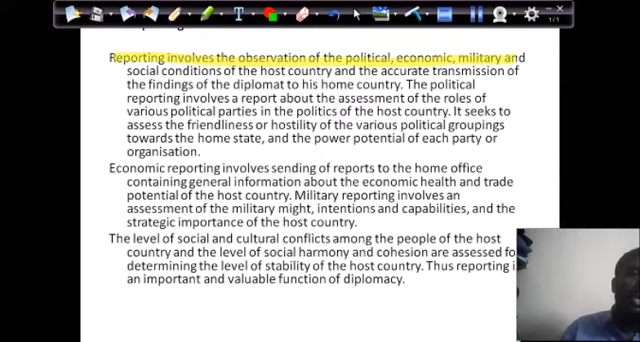 Reporting involves the observation of the political, economic, military and
social conditions of the host country and the accurate transmission of
the findings of the diplomat to his home country. The political
reporting involves a report about the assessment of the roles of
various political parties in the politics of the host country. It seeks to
assess the friendliness or hostility of the various political groupings
towards the home state, and the power potential of each party or
organisation.
Economic reporting involves sending of reports to the home office
containing general information about the economic health and trade
potential of the host country. Military reporting involves an
assessment of the military might, intentions and capabilities, and the
strategic importance of the host country.
The level of social and cultural conflicts among the people of the host
country and the level of social harmony and cohesion are assessed
determining the level of stability of the host country. Thus reporting
an important and valuable function of diplomacy.
1/1